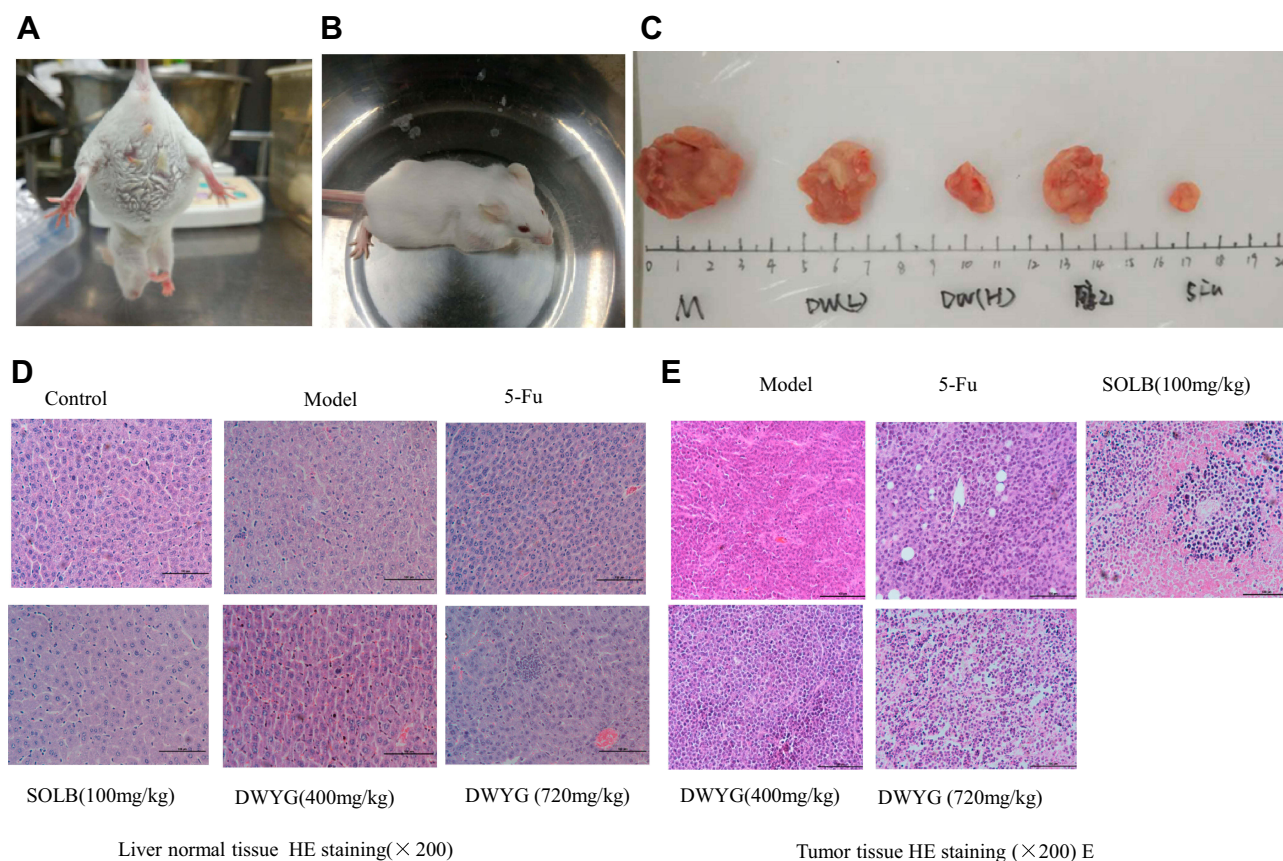 A
B
C
0 1 2 3 4 5 6 7 8 9 10 11 12 13 14 15 16 17 18 19 20
M DW(L) DW(H)
D
Control Model 5-Fu
SOLB(100mg/kg) DWYG(400mg/kg) DWYG (720mg/kg)
Liver normal tissue HE staining(×200)
E
Model 5-Fu SOLB(100mg/kg)
DWYG(400mg/kg) DWYG (720mg/kg)
Tumor tissue HE staining (×200) E